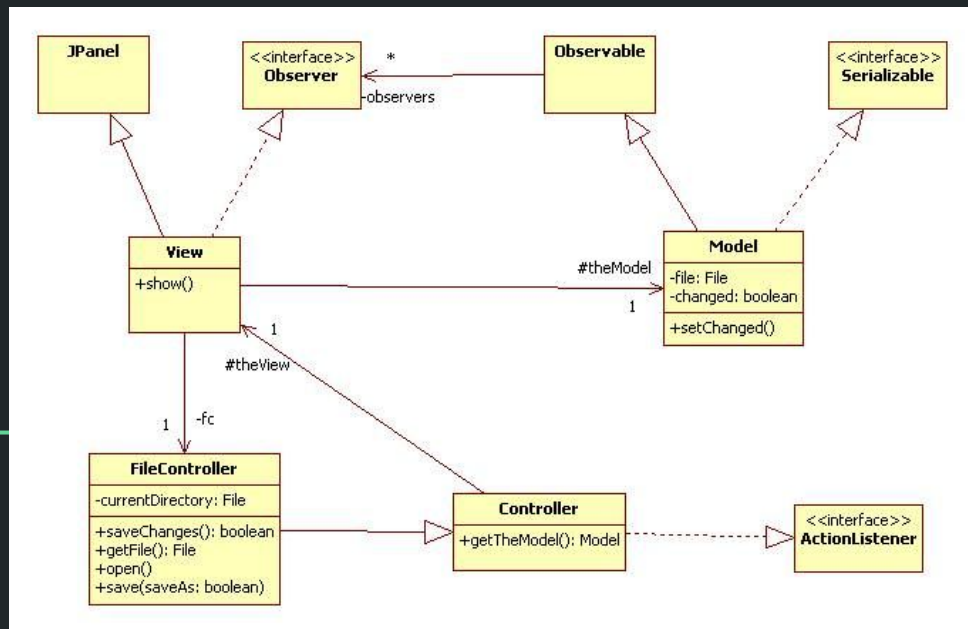 JPanel
<<interface>>
Observer
*
-observers
Observable
<<interface>>
Serializable
View
+show()
#theModel
1
Model
-file: File
-changed: boolean
+setChanged()
1
#theView
1
-fc
FileController
-currentDirectory: File
+saveChanges(): boolean
+getFile(): File
+open()
+save(saveAs: boolean)
Controller
+getTheModel(): Model
<<interface>>
ActionListener